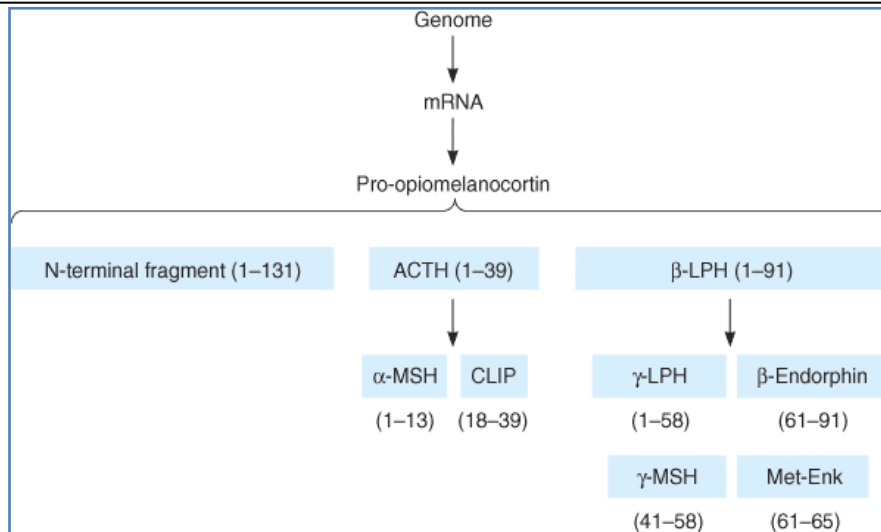 Genome
mRNA
Pro-opiomelanocortin
N-terminal fragment (1–131) ACTH (1–39) β-LPH (1–91)
α-MSH CLIP γ-LPH β-Endorphin
(1–13) (18–39) (1–58) (61–91)
γ-MSH Met-Enk
(41–58) (61–65)